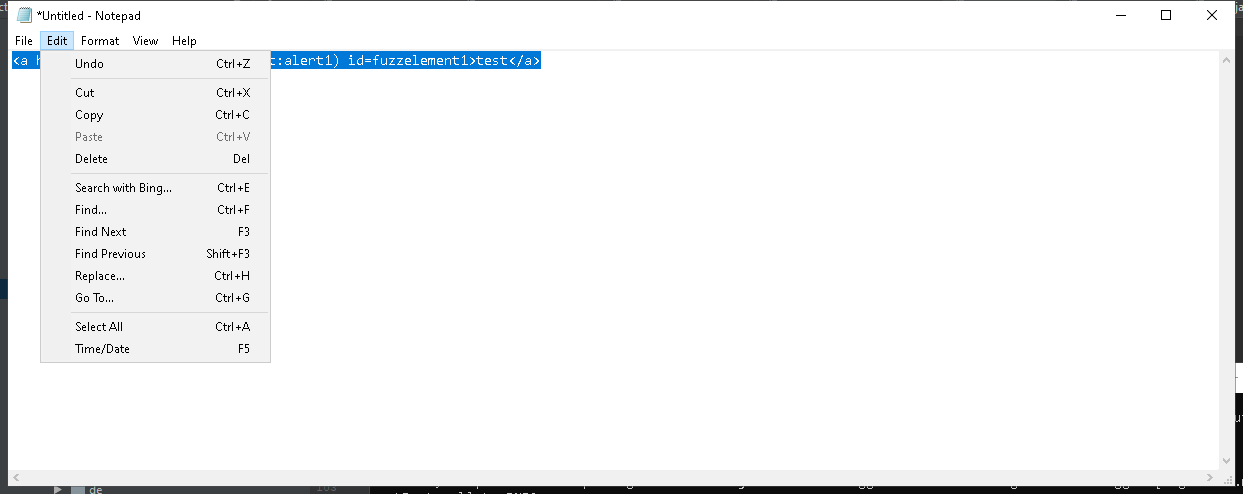 *Untitled - Notepad
File Edit Format View Help
<a h t:alert1) id=fuzzelement1>test</a>
Undo Ctrl+Z
Cut Ctrl+X
Copy Ctrl+C
Paste Ctrl+V
Delete Del
Search with Bing... Ctrl+E
Find... Ctrl+F
Find Next F3
Find Previous Shift+F3
Replace... Ctrl+H
Go To... Ctrl+G
Select All Ctrl+A
Time/Date F5
de